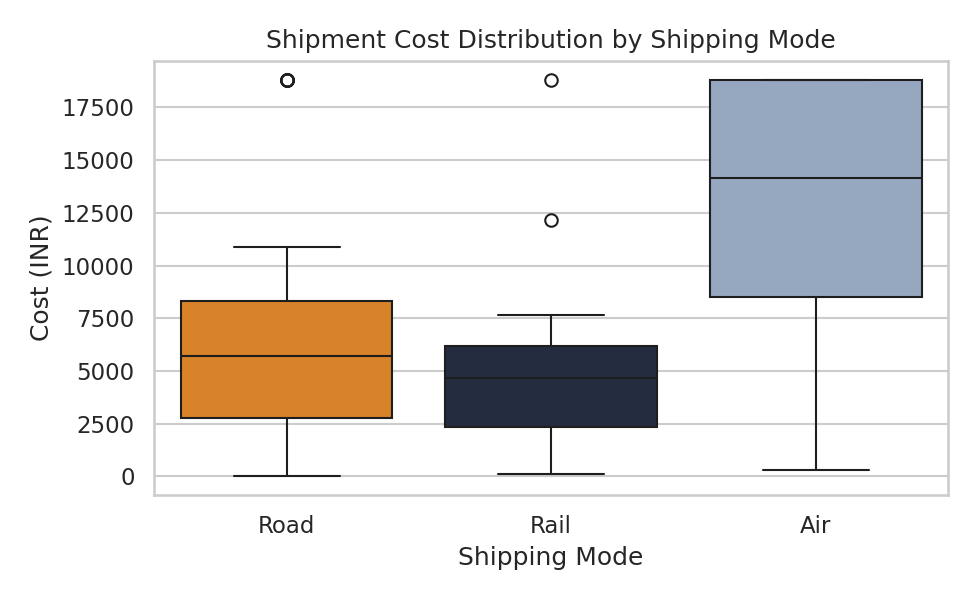 Shipment Cost Distribution by Shipping Mode
Cost (INR)
17500
15000
12500
10000
7500
5000
2500
0
Road Rail Air
Shipping Mode